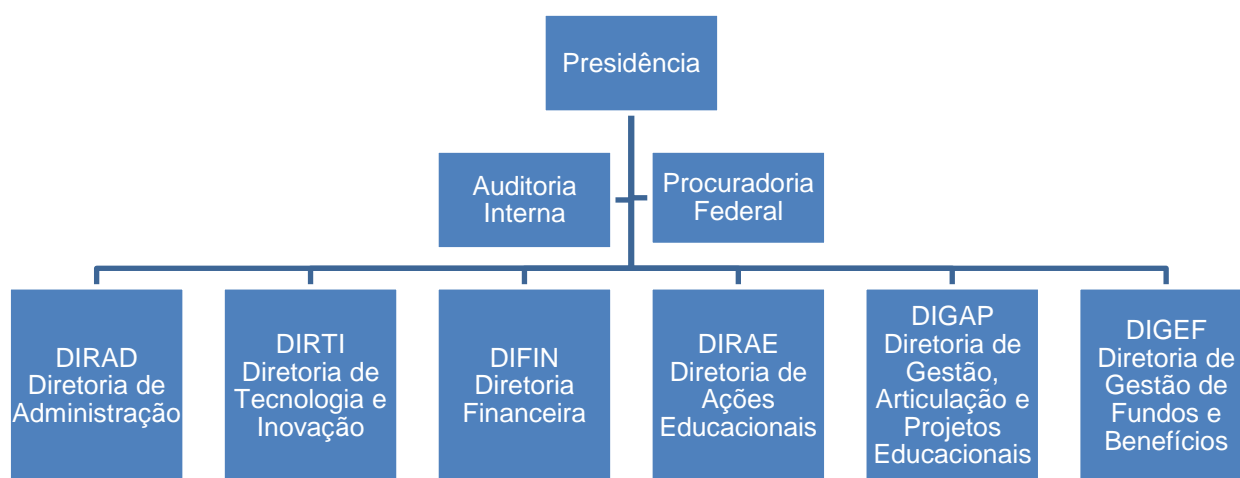 Presidência
Auditoria
Interna
Procuradoria
Federal
DIRAD
Diretoria de
Administração
DIRTI
Diretoria de
Tecnologia e
Inovação
DIFIN
Diretoria
Financeira
DIRAE
Diretoria de
Ações
Educacionais
DIGAP
Diretoria de
Gestão,
Articulação e
Projetos
Educacionais
DIGEF
Diretoria de
Gestão de
Fundos e
Benefícios